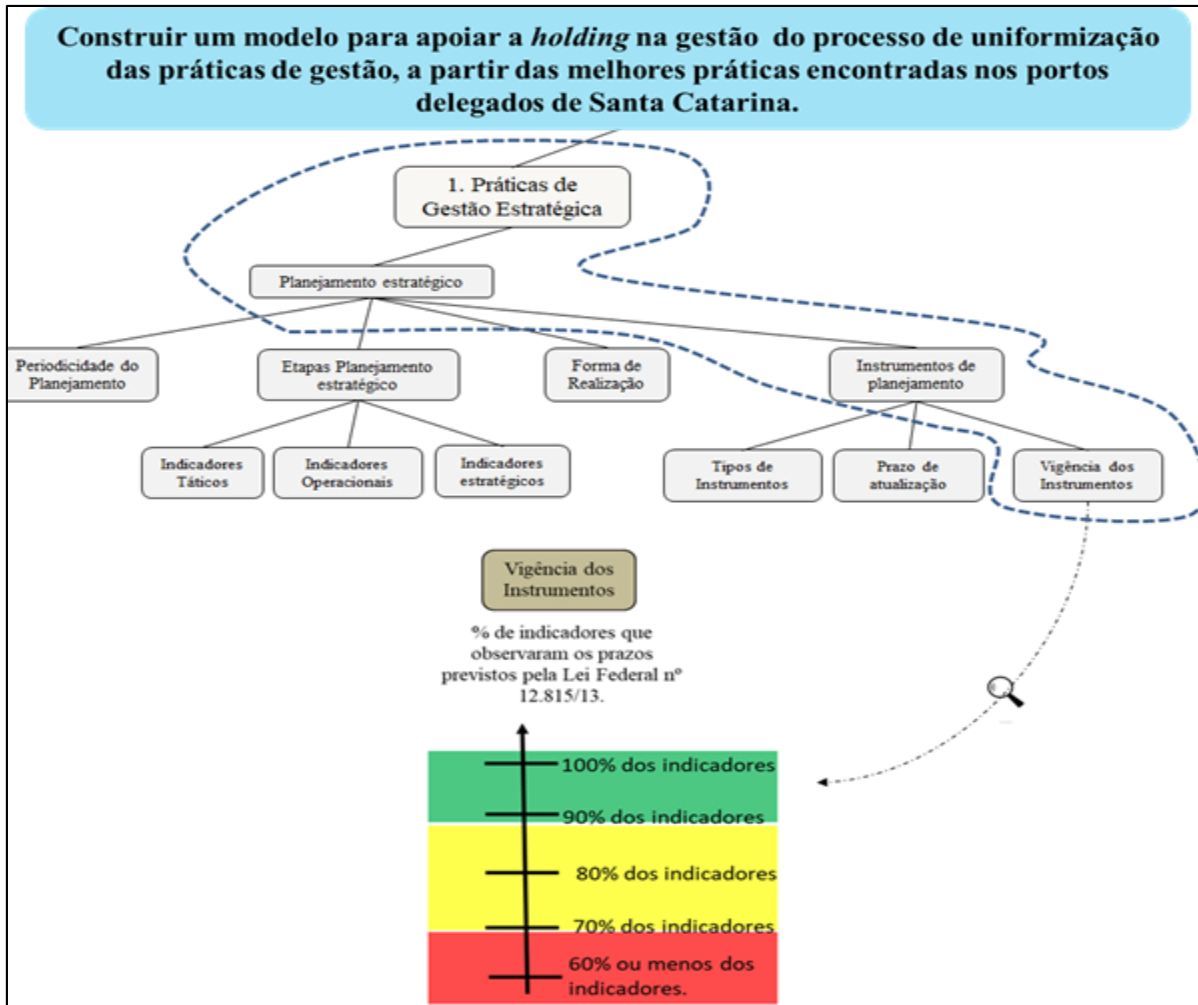 Construir um modelo para apoiar a holding na gestão do processo de uniformização
das práticas de gestão, a partir das melhores práticas encontradas nos portos
delegados de Santa Catarina.
1. Práticas de
Gestão Estratégica
Planejamento estratégico
Periodicidade do
Planejamento
Etapas Planejamento
estratégico
Forma de
Realização
Instrumentos de
planejamento
Indicadores
Táticos
Indicadores
Operacionais
Indicadores
estratégicos
Tipos de
Instrumentos
Prazo de
atualização
Vigência dos
Instrumentos
Vigência dos
Instrumentos
% de indicadores que
observaram os prazos
previstos pela Lei Federal nº
12.815/13.
100% dos indicadores
90% dos indicadores
80% dos indicadores
70% dos indicadores
60% ou menos dos
indicadores.